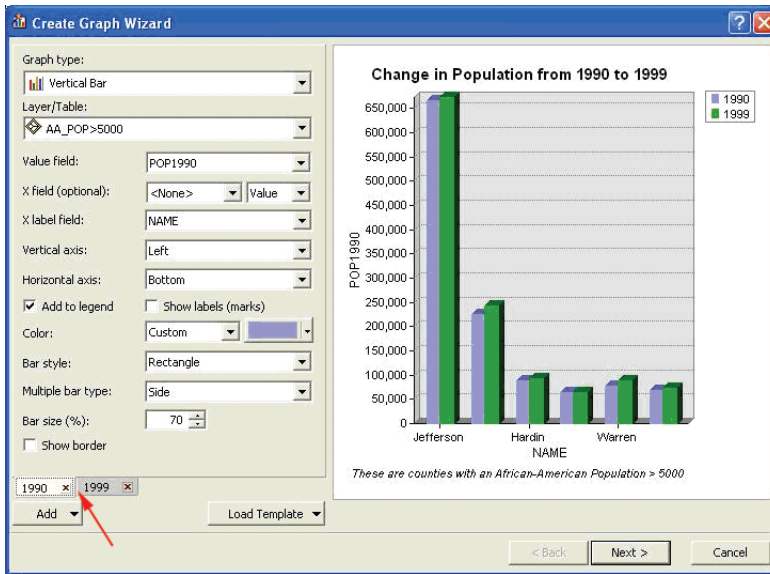 Create Graph Wizard
Graph type:
Vertical Bar
Layer/Table:
AA_POP>5000
Value field:
POP1990
X field (optional):
<None>
Value
X label field:
NAME
Vertical axis:
Left
Horizontal axis:
Bottom
Add to legend
Show labels (marks)
Color:
Custom
Bar style:
Rectangle
Multiple bar type:
Side
Bar size (%):
70
Show border
1990
1999
Add
Load Template
Change in Population from 1990 to 1999
1990
1999
650,000
600,000
550,000
500,000
450,000
400,000
350,000
300,000
250,000
200,000
150,000
100,000
50,000
0
POP1990
Jefferson
Hardin
Warren
NAME
These are counties with an African-American Population > 5000
< Back
Next >
Cancel